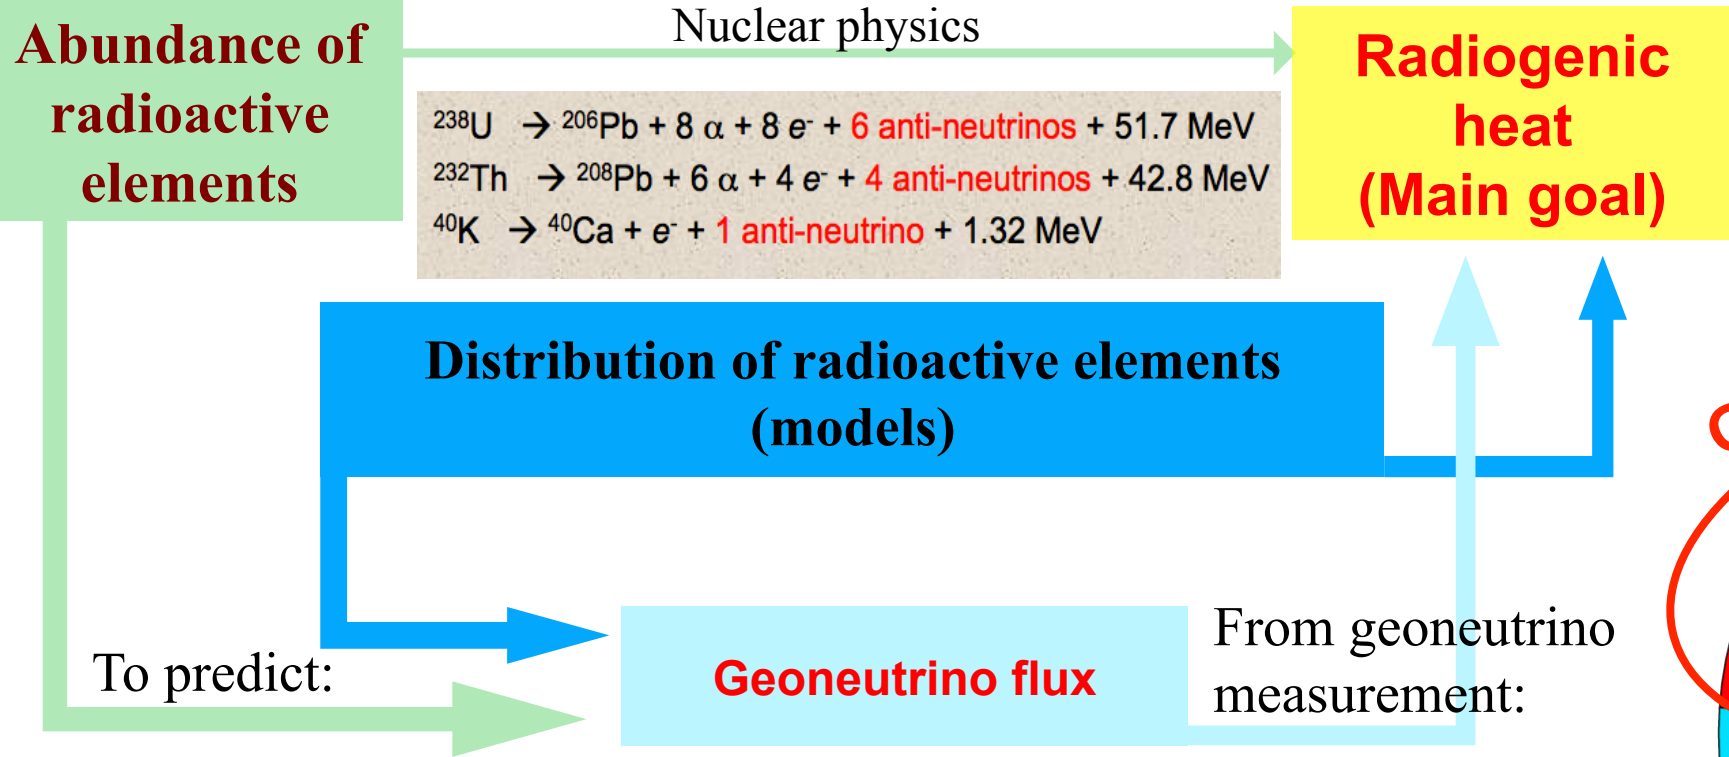 Nuclear physics
Abundance of
radioactive
elements
Radiogenic
heat
(Main goal)
²³⁸U → ²⁰⁶Pb + 8 α + 8 e⁻ + 6 anti-neutrinos + 51.7 MeV
²³²Th → ²⁰⁸Pb + 6 α + 4 e⁻ + 4 anti-neutrinos + 42.8 MeV
⁴⁰K → ⁴⁰Ca + e⁻ + 1 anti-neutrino + 1.32 MeV
Distribution of radioactive elements
(models)
To predict:
Geoneutrino flux
From geoneutrino
measurement: